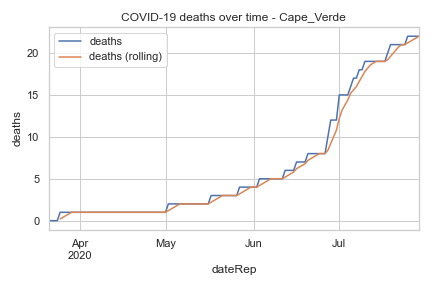 COVID-19 deaths over time - Cape_Verde
deaths
deaths (rolling)
deaths
20
15
10
5
0
Apr
2020
May
Jun
Jul
dateRep